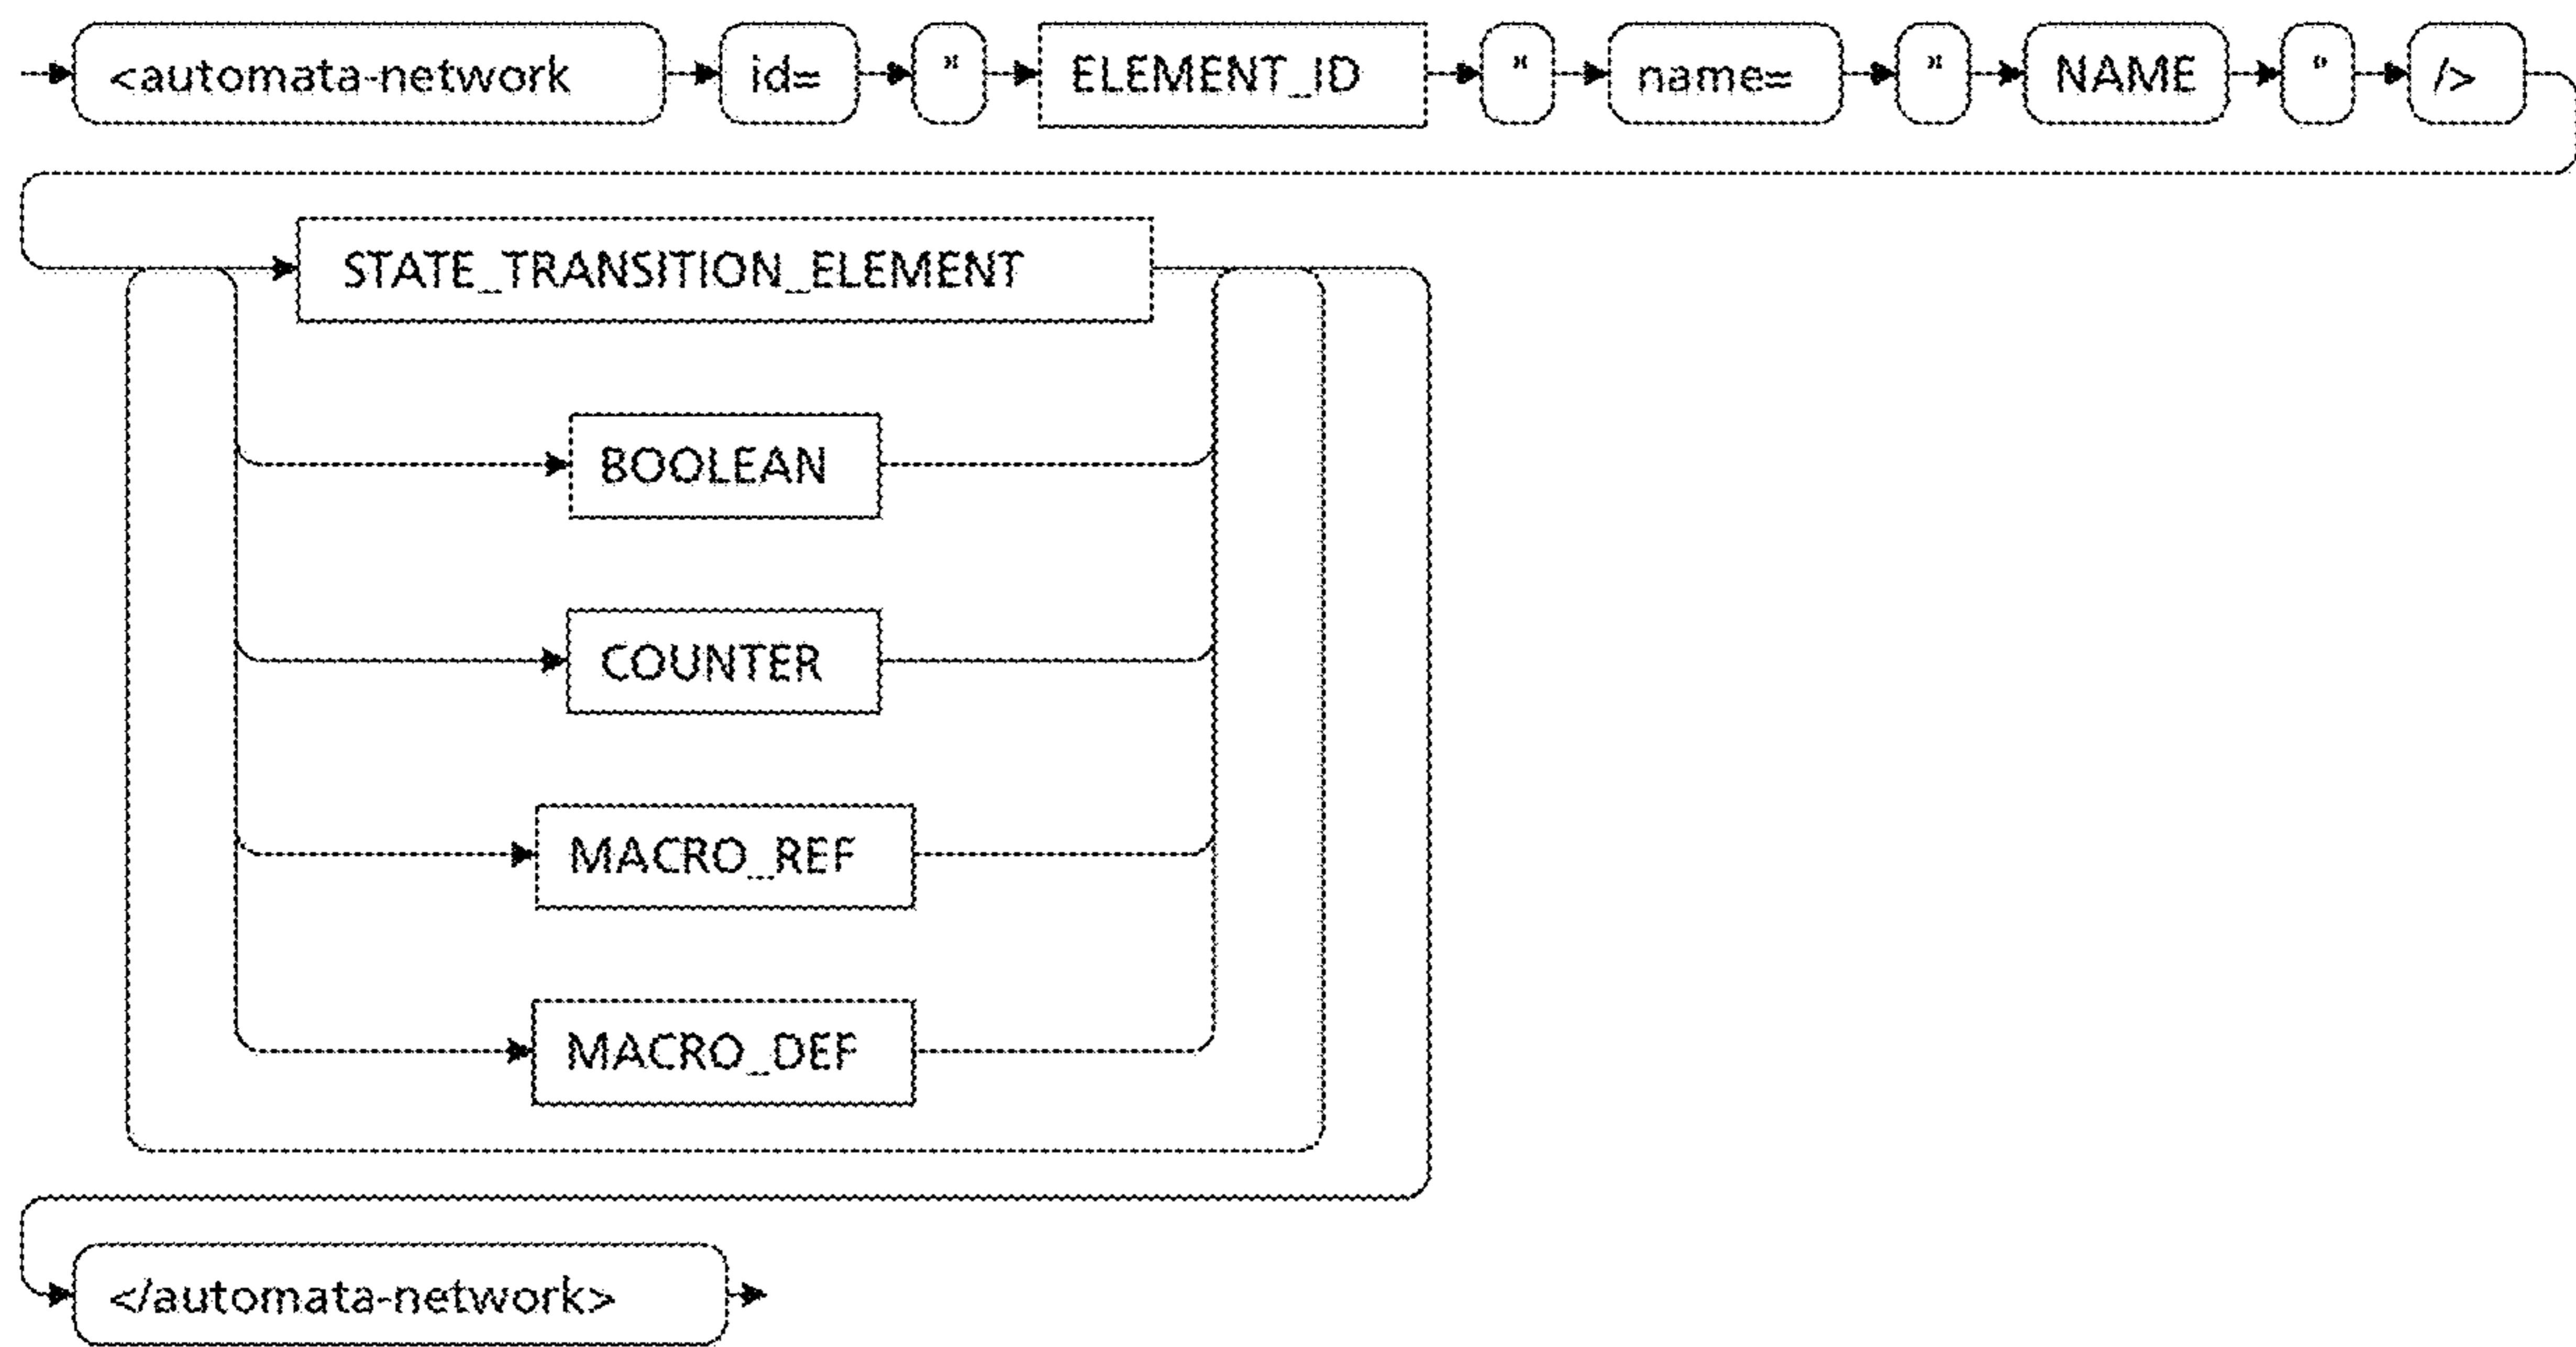 <automata-network id= " ELEMENT_ID " name= " NAME " />
STATE_TRANSITION_ELEMENT
BOOLEAN
COUNTER
MACRO_REF
MACRO_DEF
</automata-network>